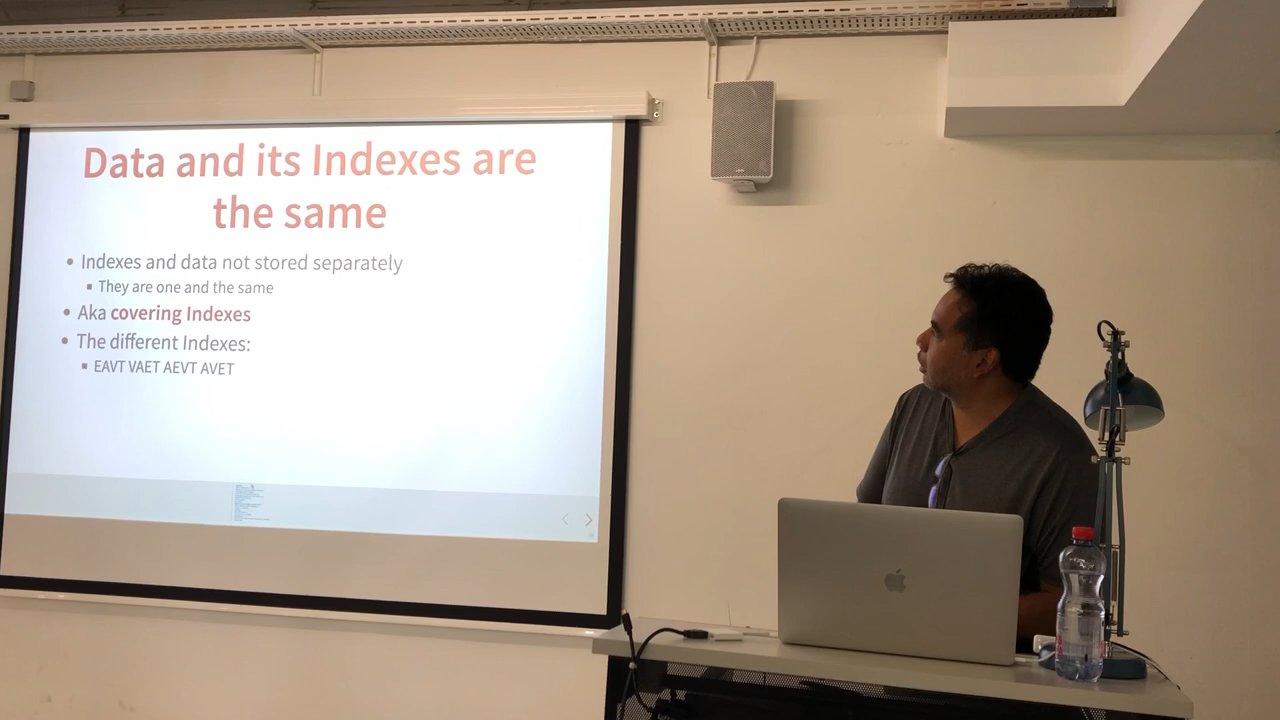 Data and its Indexes are
the same
• Indexes and data not stored separately
▪ They are one and the same
• Aka covering Indexes
• The different Indexes:
▪ EAVT VAET AEVT AVET